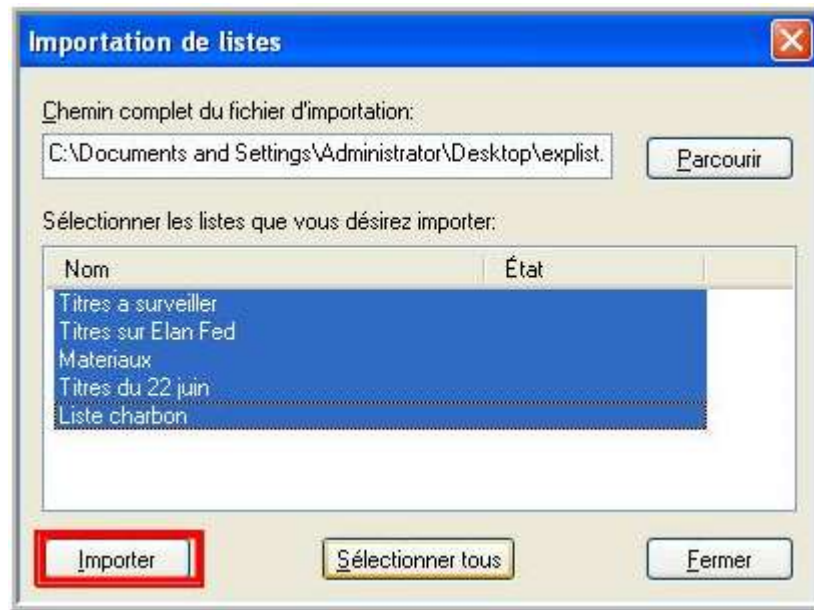 Importation de listes
Chemin complet du fichier d'importation:
C:\Documents and Settings\Administrator\Desktop\explist.
Parcourir
Sélectionner les listes que vous désirez importer:
Nom État
Titres a surveiller
Titres sur Elan Fed
Materiaux
Titres du 22 juin
Liste charbon
Importer Sélectionner tous Fermer